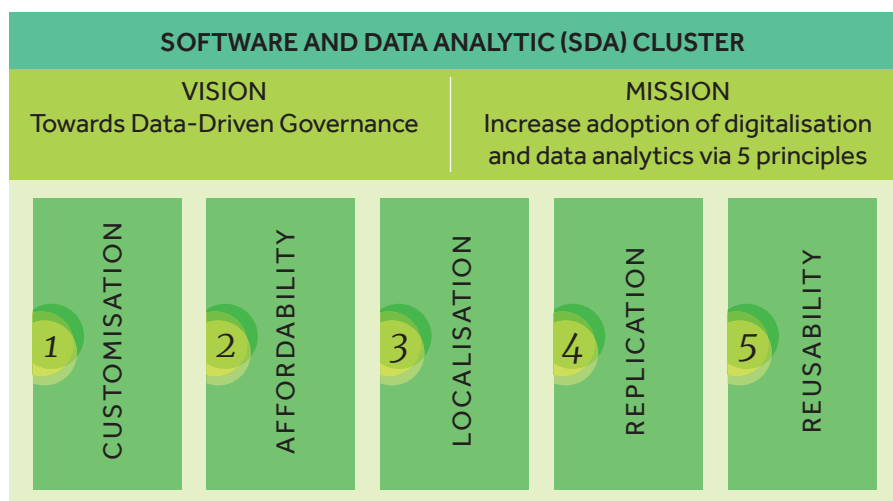 SOFTWARE AND DATA ANALYTIC (SDA) CLUSTER
VISION
Towards Data-Driven Governance
MISSION
Increase adoption of digitalisation
and data analytics via 5 principles
1
CUSTOMISATION
2
AFFORDABILITY
3
LOCALISATION
4
REPLICATION
5
REUSABILITY